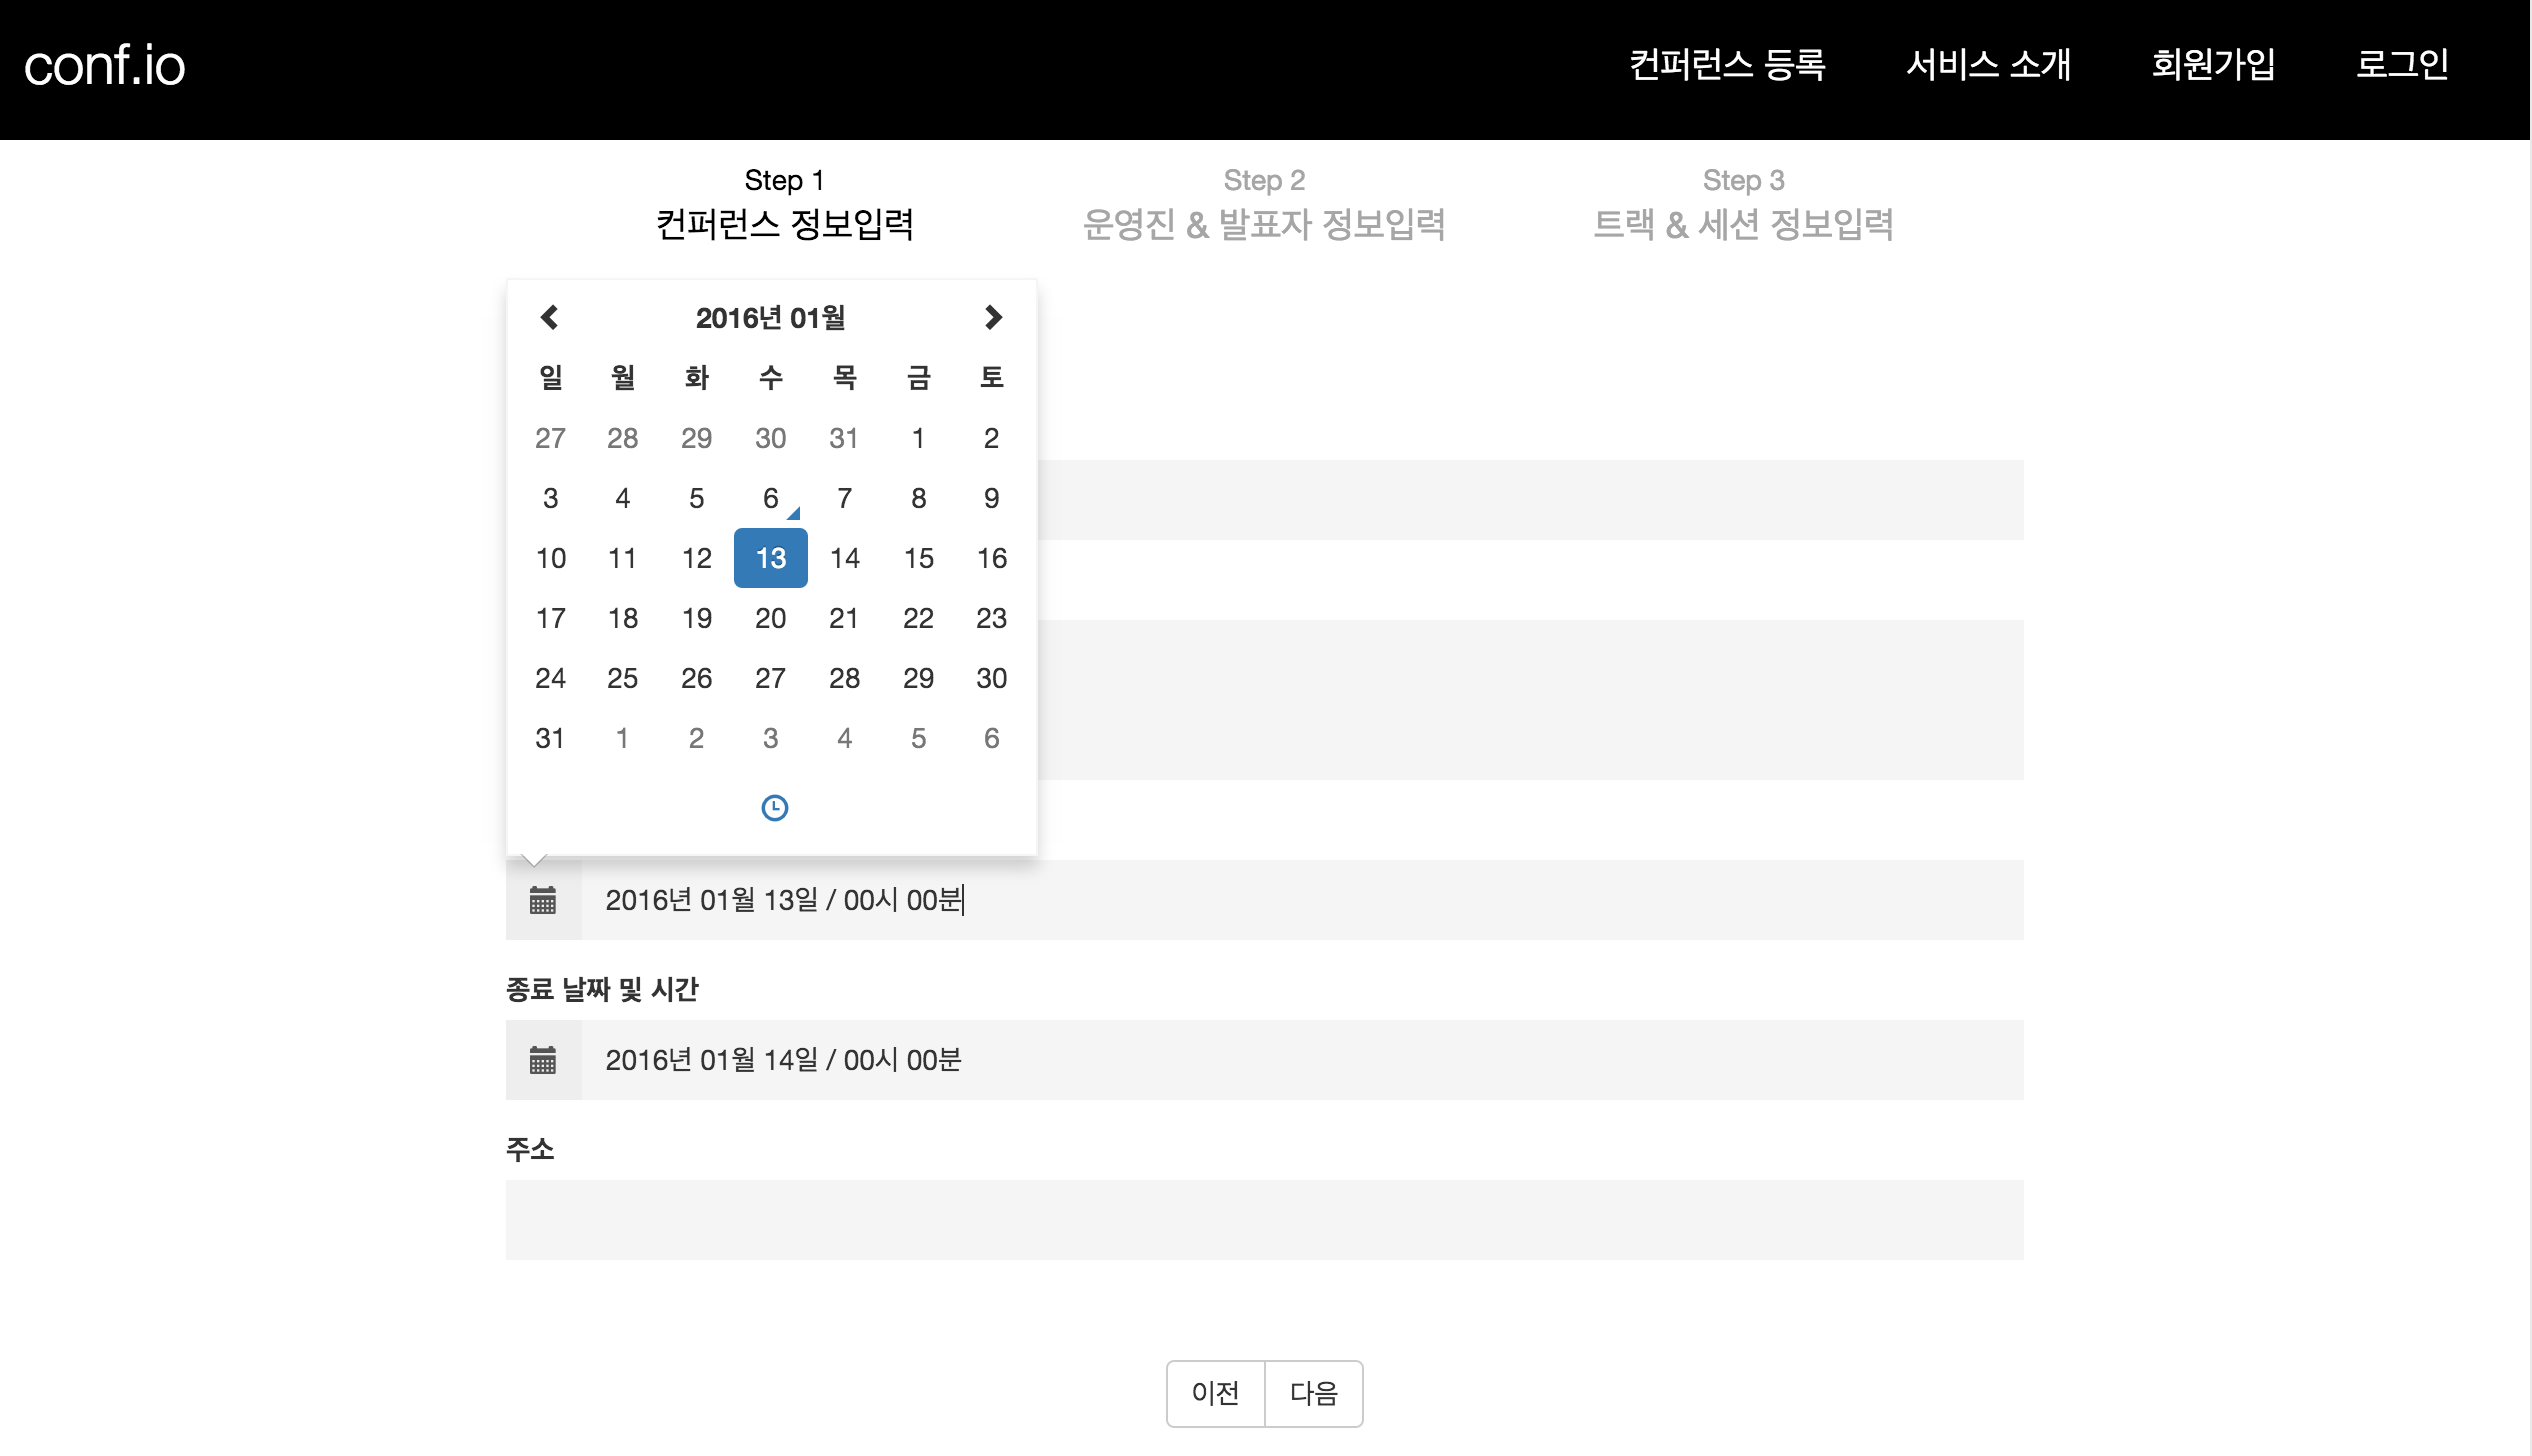 conf.io
컨퍼런스 등록 서비스 소개 회원가입 로그인
Step 1
컨퍼런스 정보입력
Step 2
운영진 & 발표자 정보입력
Step 3
트랙 & 세션 정보입력
2016년 01월
일 월 화 수 목 금 토
27 28 29 30 31 1 2
3 4 5 6 7 8 9
10 11 12 13 14 15 16
17 18 19 20 21 22 23
24 25 26 27 28 29 30
31 1 2 3 4 5 6
2016년 01월 13일 / 00시 00분
종료 날짜 및 시간
2016년 01월 14일 / 00시 00분
주소
이전 다음